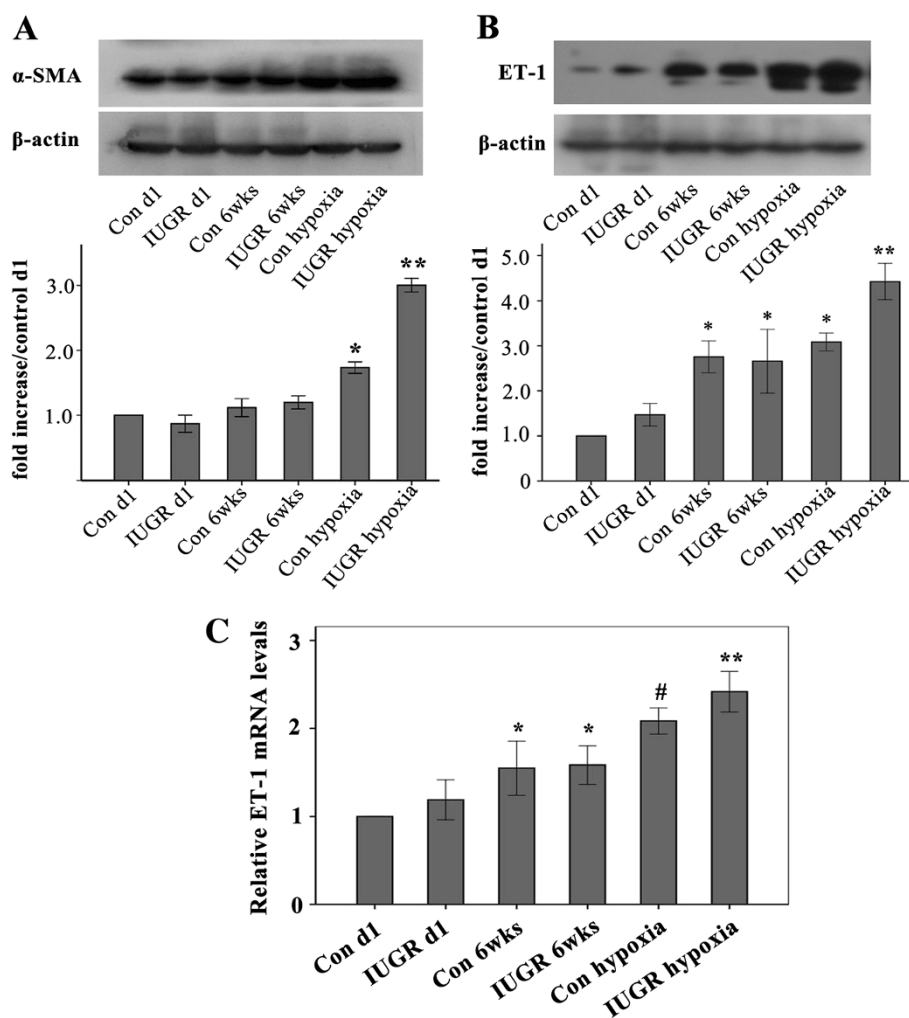 A
α-SMA
β-actin
Con d1
IUGR d1
Con 6wks
IUGR 6wks
Con hypoxia
IUGR hypoxia
fold increase/control d1
3.0
2.0
1.0
*
**
Con d1
IUGR d1
Con 6wks
IUGR 6wks
Con hypoxia
IUGR hypoxia
B
ET-1
β-actin
Con d1
IUGR d1
Con 6wks
IUGR 6wks
Con hypoxia
IUGR hypoxia
fold increase/control d1
5.0
4.0
3.0
2.0
1.0
0
*
*
*
**
Con d1
IUGR d1
Con 6wks
IUGR 6wks
Con hypoxia
IUGR hypoxia
C
Relative ET-1 mRNA levals
3
2
1
0
*
*
#
**
Con d1
IUGR d1
Con 6wks
IUGR 6wks
Con hypoxia
IUGR hypoxia